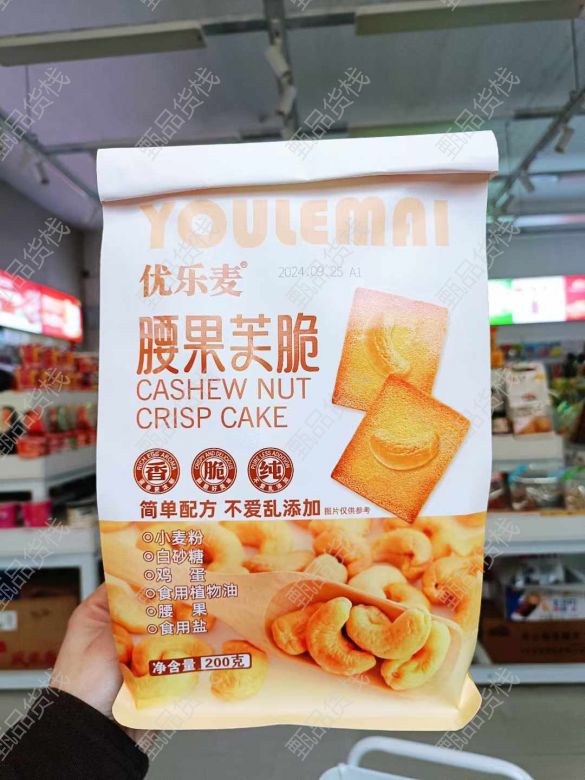 YOULEMAI
优乐麦®
2024.09.25 A1
腰果芙脆
CASHEW NUT
CRISP CAKE
香
脆
纯
简单配方 不爱乱添加
图片仅供参考
小麦粉
白砂糖
鸡 蛋
食用植物油
腰 果
食用盐
净含量 200克
甄品货栈